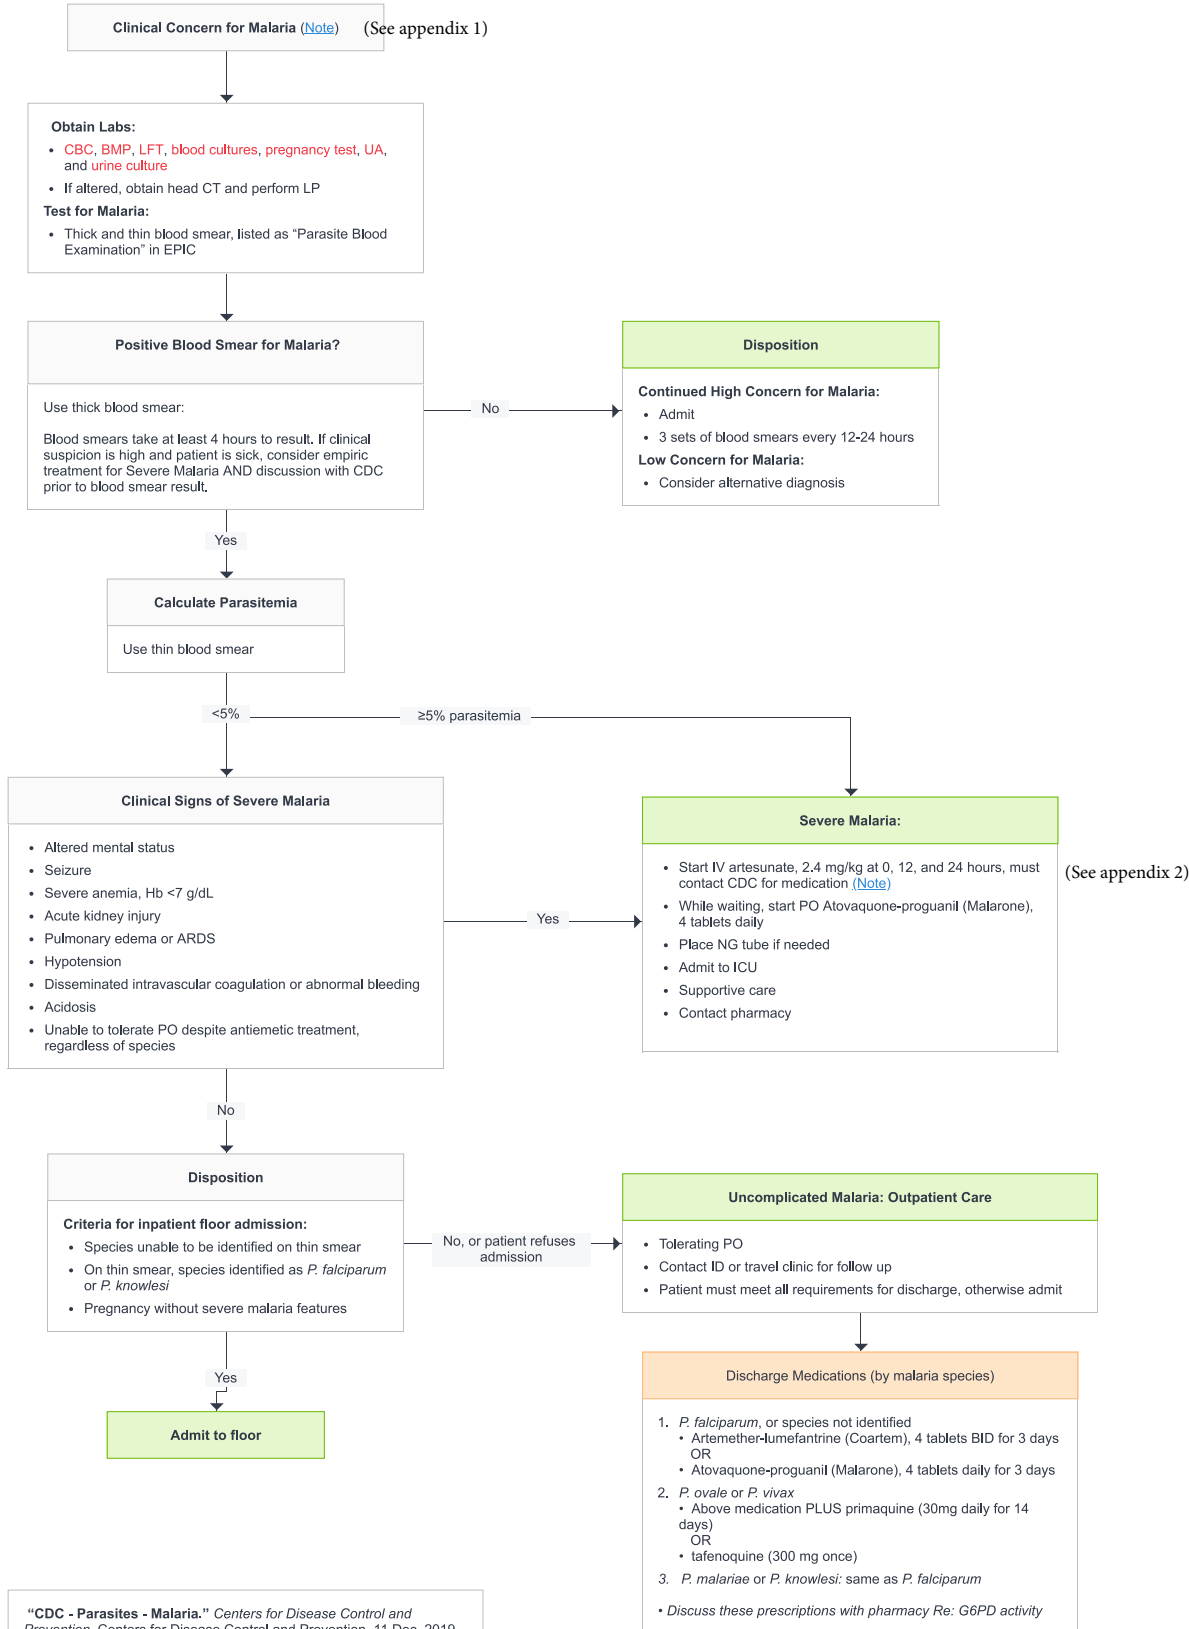 Clinical Concern for Malaria (Note) (See appendix 1)
Obtain Labs:
• CBC, BMP, LFT, blood cultures, pregnancy test, UA,
and urine culture
• If altered, obtain head CT and perform LP
Test for Malaria:
• Thick and thin blood smear, listed as “Parasite Blood
Examination” in EPIC
Positive Blood Smear for Malaria?
Use thick blood smear:
Blood smears take at least 4 hours to result. If clinical
suspicion is high and patient is sick, consider empiric
treatment for Severe Malaria AND discussion with CDC
prior to blood smear result.
No
Disposition
Continued High Concern for Malaria:
• Admit
• 3 sets of blood smears every 12-24 hours
Low Concern for Malaria:
• Consider alternative diagnosis
Yes
Calculate Parasitemia
Use thin blood smear
<5%
≥5% parasitemia
Clinical Signs of Severe Malaria
• Altered mental status
• Seizure
• Severe anemia, Hb <7 g/dL
• Acute kidney injury
• Pulmonary edema or ARDS
• Hypotension
• Disseminated intravascular coagulation or abnormal bleeding
• Acidosis
• Unable to tolerate PO despite antiemetic treatment,
regardless of species
Yes
Severe Malaria:
• Start IV artesunate, 2.4 mg/kg at 0, 12, and 24 hours, must
contact CDC for medication (Note)
• While waiting, start PO Atovaquone-proguanil (Malarone),
4 tablets daily
• Place NG tube if needed
• Admit to ICU
• Supportive care
• Contact pharmacy
(See appendix 2)
No
Disposition
Criteria for inpatient floor admission:
• Species unable to be identified on thin smear
• On thin smear, species identified as P. falciparum
or P. knowlesi
• Pregnancy without severe malaria features
No, or patient refuses
admission
Uncomplicated Malaria: Outpatient Care
• Tolerating PO
• Contact ID or travel clinic for follow up
• Patient must meet all requirements for discharge, otherwise admit
Yes
Admit to floor
Discharge Medications (by malaria species)
1. P. falciparum, or species not identified
• Artemether-lumefantrine (Coartem), 4 tablets BID for 3 days
OR
• Atovaquone-proguanil (Malarone), 4 tablets daily for 3 days
2. P. ovale or P. vivax
• Above medication PLUS primaquine (30mg daily for 14
days)
OR
• tafenoquine (300 mg once)
3. P. malariae or P. knowlesi: same as P. falciparum
• Discuss these prescriptions with pharmacy Re: G6PD activity
“CDC - Parasites - Malaria.” Centers for Disease Control and
Prevention, Centers for Disease Control and Prevention, 11 Dec. 2019,